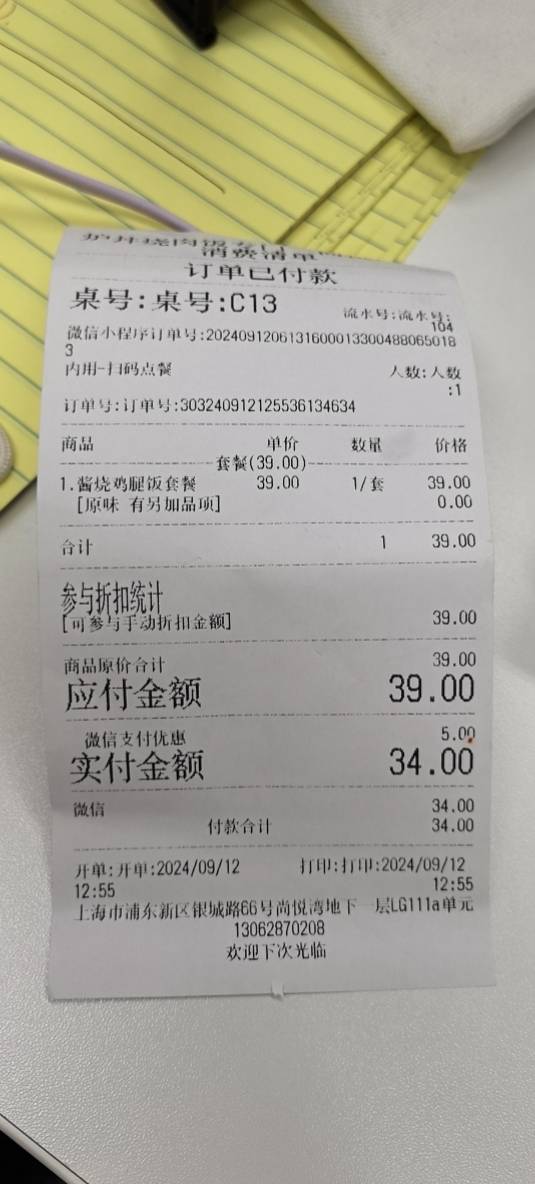 炉丼烧肉饭专门
消费清单
订单已付款
桌号:桌号:C13
流水号:流水号:
104
微信小程序订单号:2024091206131600013300488065018
3
内用-扫码点餐
人数:人数
:1
订单号:订单号:303240912125536134634
商品 单价 数量 价格
套餐(39.00)
1.酱烧鸡腿饭套餐 39.00 1/套 39.00
[原味 有另加品项] 0.00
合计 1 39.00
参与折扣统计
[可参与手动折扣金额] 39.00
商品原价合计 39.00
应付金额 39.00
微信支付优惠 5.00
实付金额 34.00
微信 34.00
付款合计 34.00
开单:开单:2024/09/12 打印:打印:2024/09/12
12:55 12:55
上海市浦东新区银城路66号尚悦湾地下一层LG111a单元
13062870208
欢迎下次光临